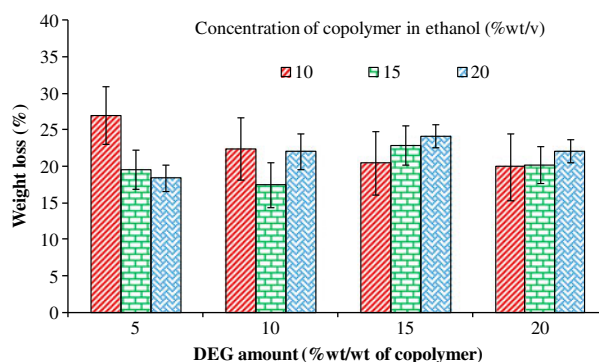 Concentration of copolymer in ethanol (%wt/v)
10 15 20
Weight loss (%)
40
35
30
25
20
15
10
5
0
5 10 15 20
DEG amount (%wt/wt of copolymer)